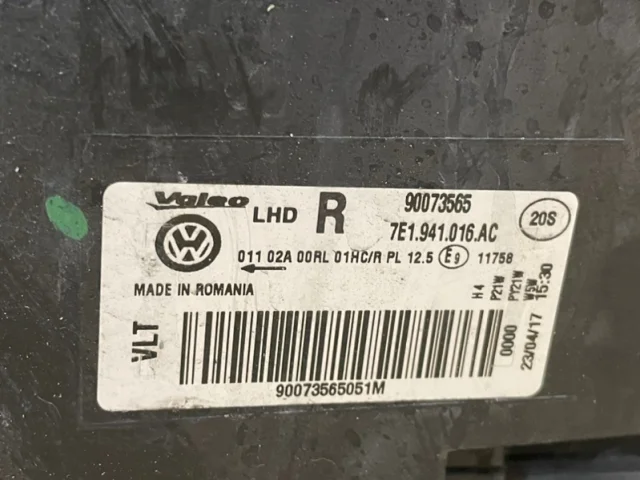 Valeo LHD R 90073565
7E1.941.016.AC
20S
VW
011 02A 00RL 01HC/R PL 12.5 E9 11758
MADE IN ROMANIA
H4
P21W
PY21W
W5W
VLT
0000
23/04/17 15:30
90073565051M